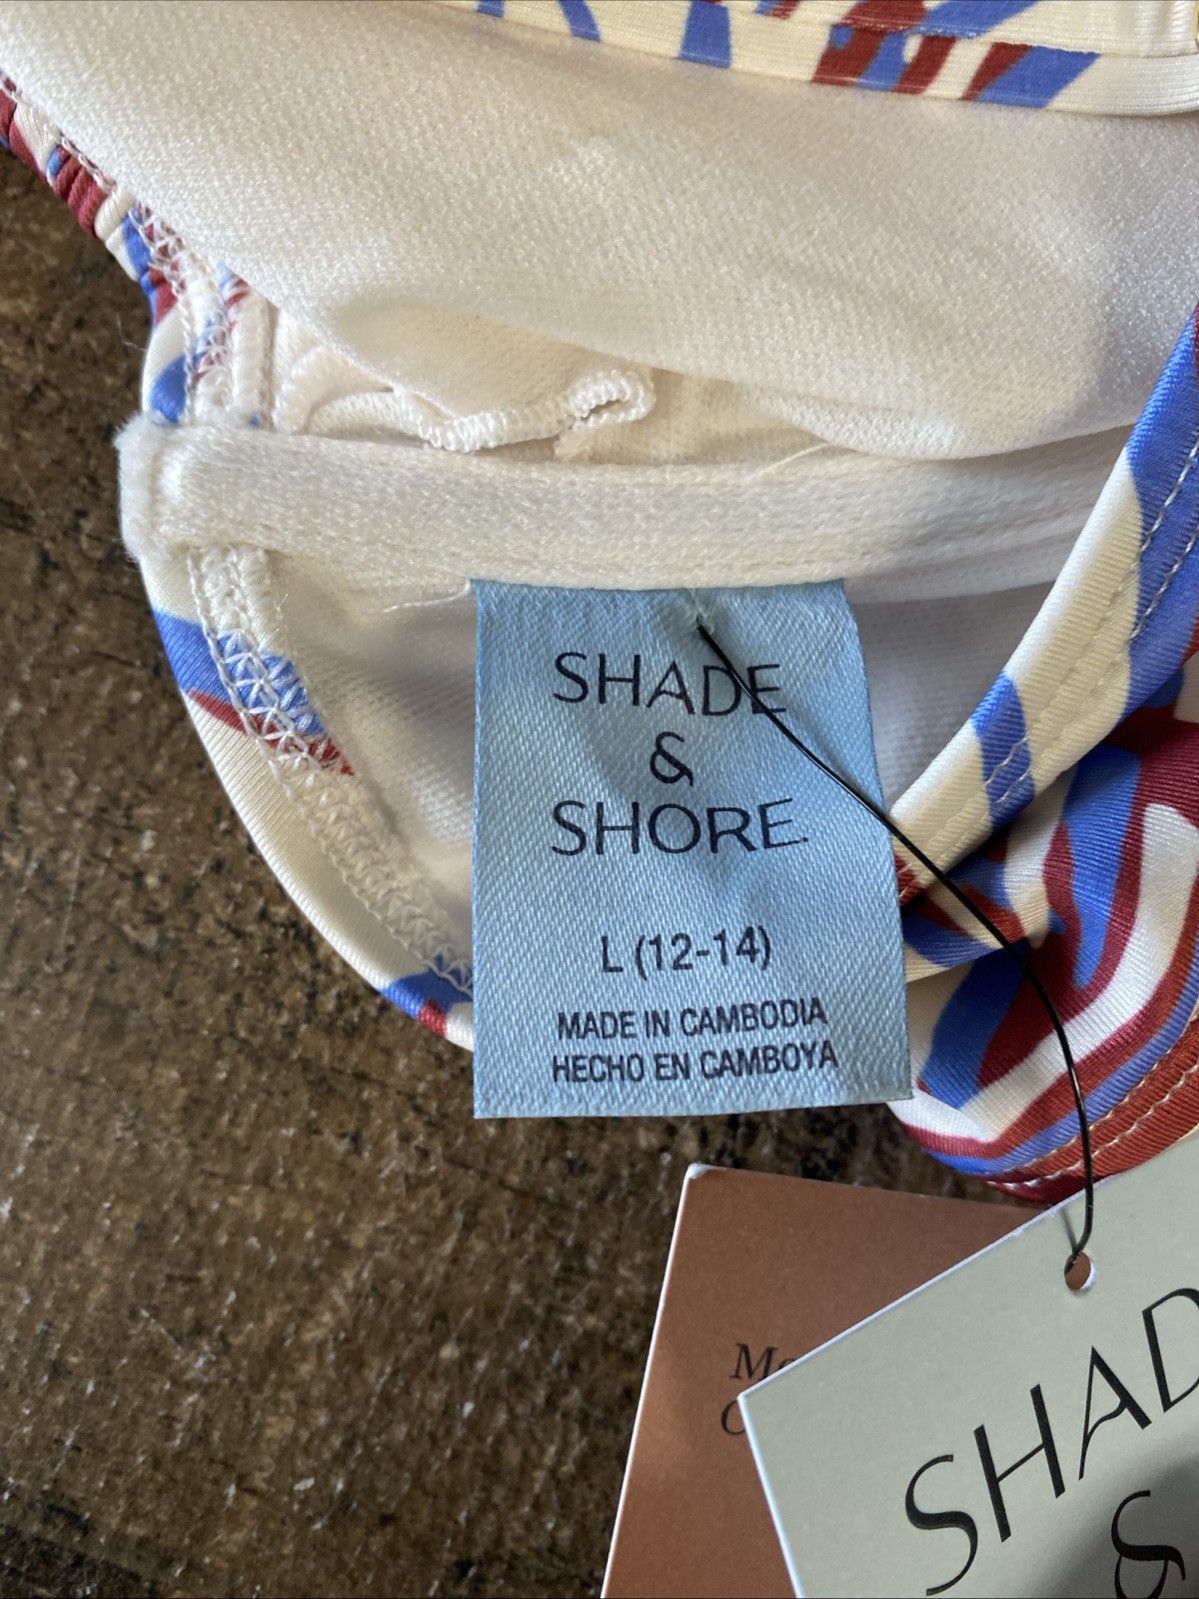 SHADE
&
SHORE
L (12-14)
MADE IN CAMBODIA
HECHO EN CAMBOYA
SHAD
&